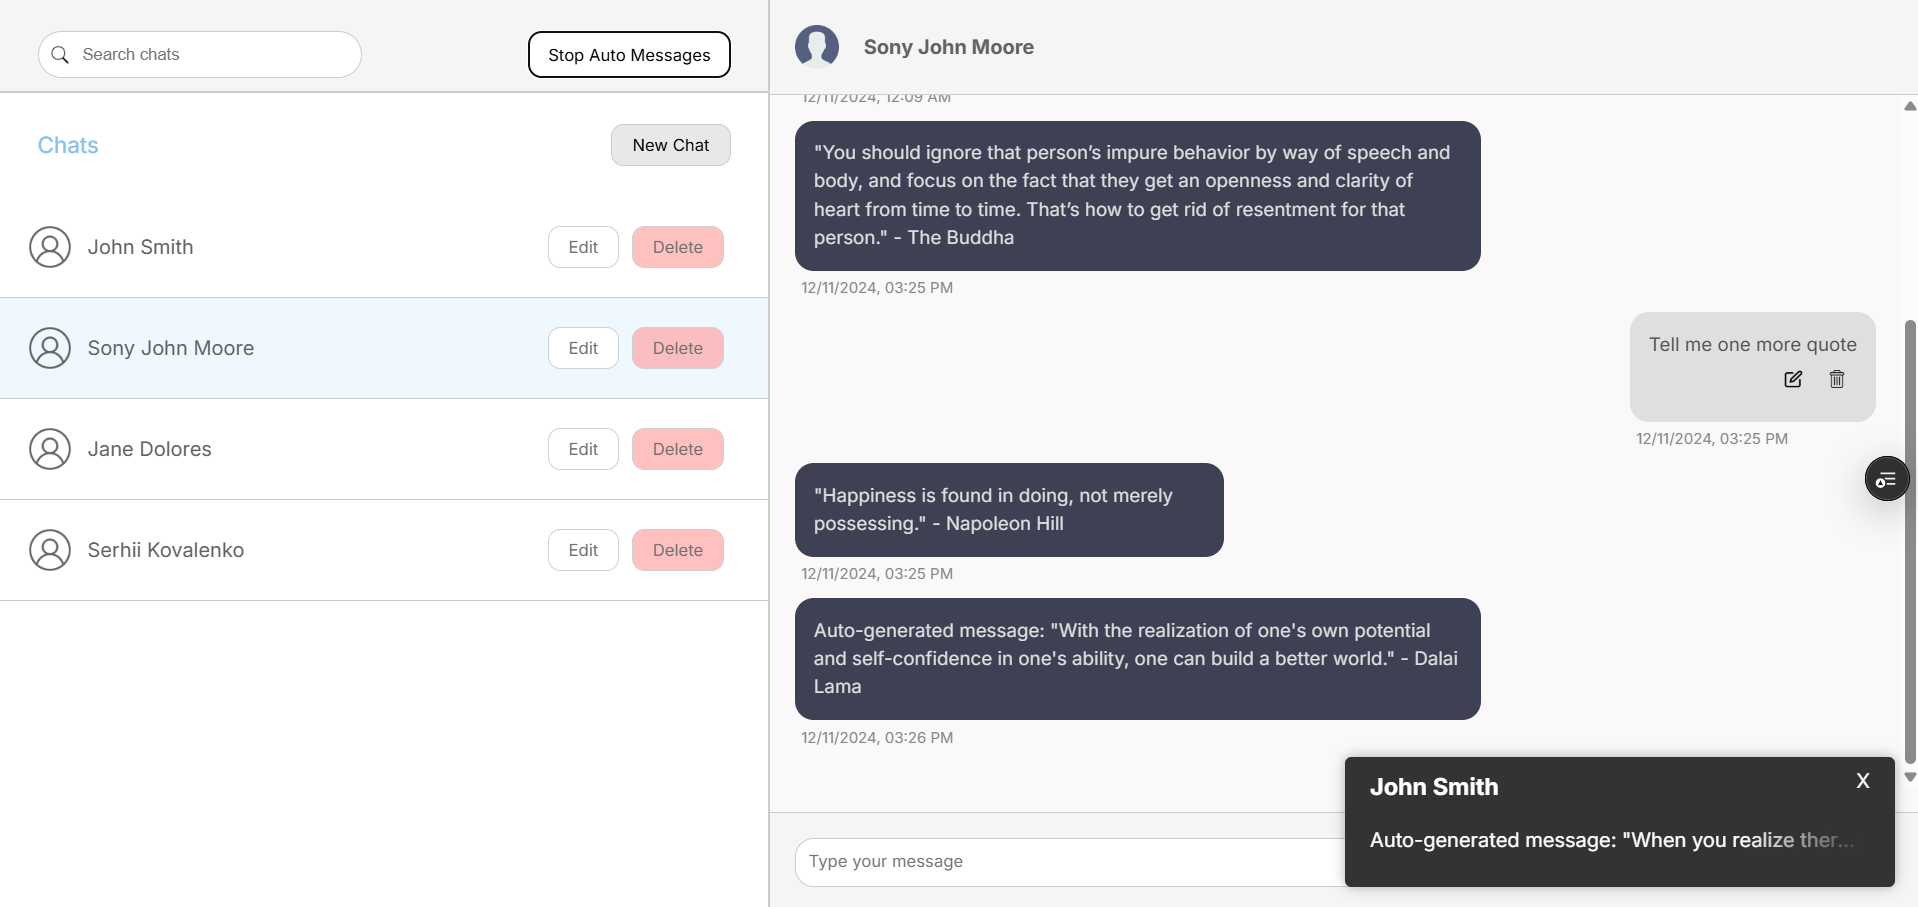 Search chats
Stop Auto Messages
Chats
New Chat
John Smith
Edit
Delete
Sony John Moore
Edit
Delete
Jane Dolores
Edit
Delete
Serhii Kovalenko
Edit
Delete
Sony John Moore
12/11/2024, 12:09 AM
"You should ignore that person’s impure behavior by way of speech and
body, and focus on the fact that they get an openness and clarity of
heart from time to time. That’s how to get rid of resentment for that
person." - The Buddha
12/11/2024, 03:25 PM
Tell me one more quote
12/11/2024, 03:25 PM
"Happiness is found in doing, not merely
possessing." - Napoleon Hill
12/11/2024, 03:25 PM
Auto-generated message: "With the realization of one's own potential
and self-confidence in one's ability, one can build a better world." - Dalai
Lama
12/11/2024, 03:26 PM
John Smith
X
Auto-generated message: "When you realize ther...
Type your message